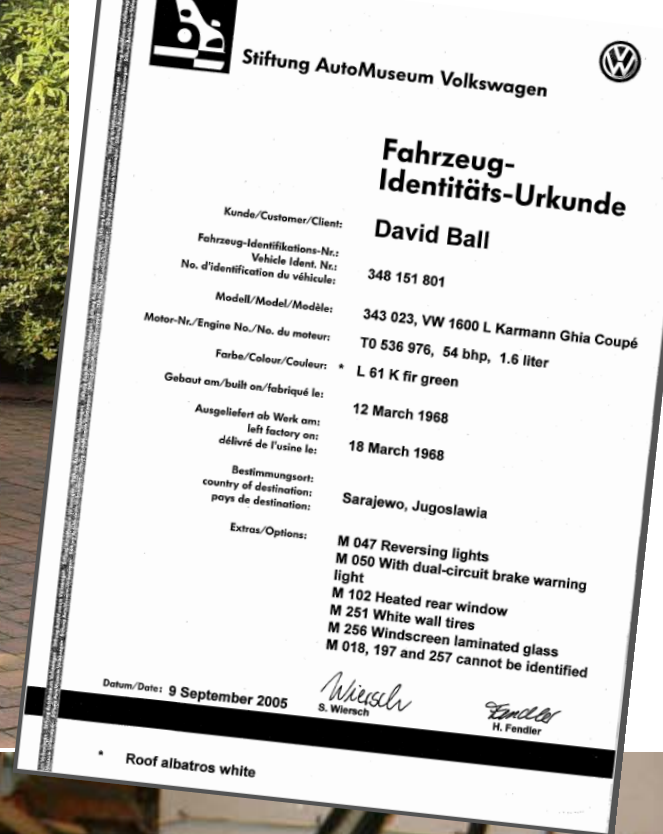 Stiftung AutoMuseum Volkswagen
Fahrzeug-
Identitäts-Urkunde
Kunde/Customer/Client: David Ball
Fahrzeug-Identifikations-Nr.:
Vehicle Ident. Nr.:
No. d'identification du véhicule: 348 151 801
Modell/Model/Modèle: 343 023, VW 1600 L Karmann Ghia Coupé
Motor-Nr./Engine No./No. du moteur: T0 536 976, 54 bhp, 1.6 liter
Farbe/Colour/Couleur: * L 61 K fir green
Gebaut am/built on/fabriqué le: 12 March 1968
Ausgeliefert ab Werk am:
left factory on:
délivré de l'usine le: 18 March 1968
Bestimmungsort:
country of destination:
pays de destination: Sarajewo, Jugoslawia
Extras/Options:
M 047 Reversing lights
M 050 With dual-circuit brake warning
light
M 102 Heated rear window
M 251 White wall tires
M 256 Windscreen laminated glass
M 018, 197 and 257 cannot be identified
Datum/Date: 9 September 2005
Wiersch
S. Wiersch
Fendler
H. Fendler
* Roof albatros white